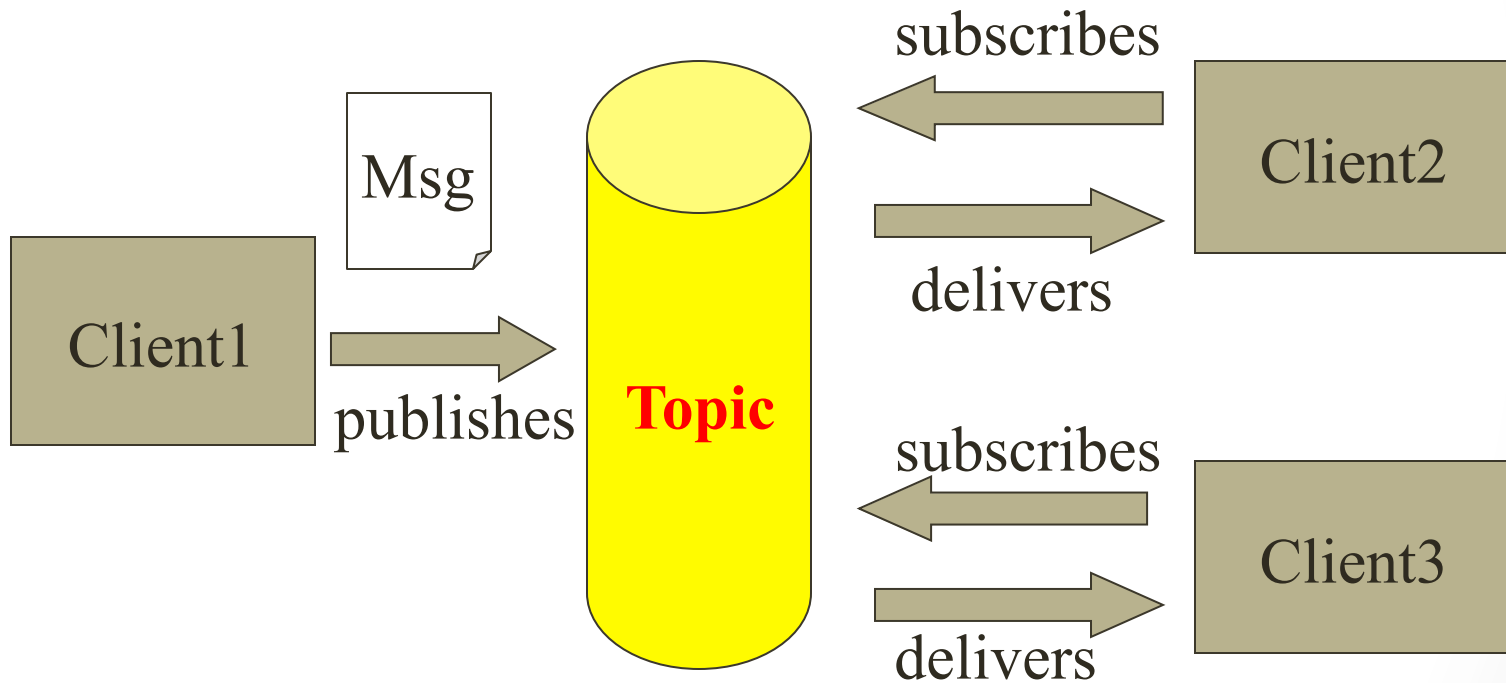 subscribes
Msg
Client2
delivers
Client1
publishes
Topic
subscribes
Client3
delivers